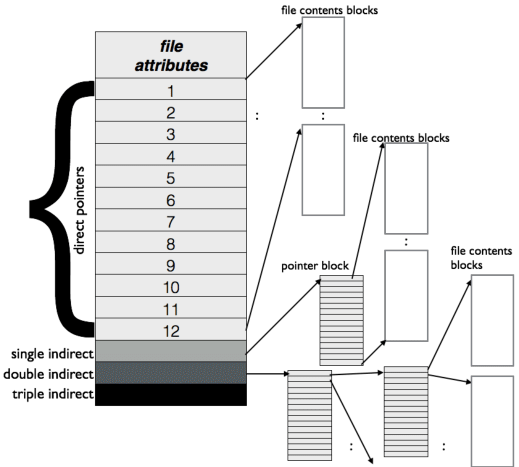 file contents blocks
file
attributes
1
2
3
4
5
6
7
8
9
10
11
12
direct pointers
:
:
file contents blocks
:
pointer block
file contents
blocks
single indirect
double indirect
triple indirect
:
: